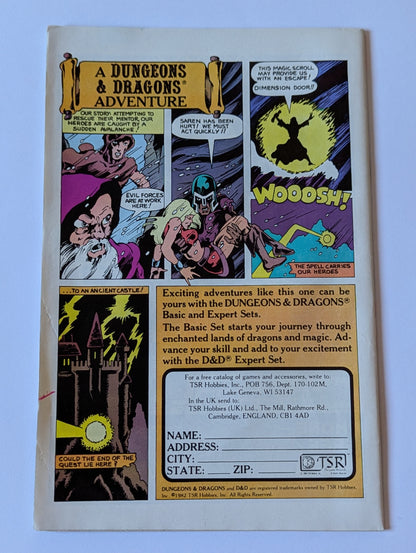 A DUNGEONS
& DRAGONS®
ADVENTURE
OUR STORY: ATTEMPTING TO
RESCUE THEIR MENTOR, OUR
HEROES ARE CAUGHT BY A
SUDDEN AVALANCHE!
EVIL FORCES
ARE AT WORK
HERE!
SAREN HAS BEEN
HURT! WE MUST
ACT QUICKLY!!
THIS MAGIC SCROLL
MAY PROVIDE US
WITH AN ESCAPE!
DIMENSION DOOR!!
WOOOSH!
THE SPELL CARRIES
OUR HEROES
...TO AN ANCIENT CASTLE!
COULD THE END OF THE
QUEST LIE HERE?
Exciting adventures like this one can be
yours with the DUNGEONS & DRAGONS®
Basic and Expert Sets.
The Basic Set starts your journey through
enchanted lands of dragons and magic. Ad-
vance your skill and add to your excitement
with the D&D® Expert Set.
For a free catalog of games and accessories, write to:
TSR Hobbies, Inc., POB 756, Dept. 170-102M,
Lake Geneva, WI 53147
In the UK send to:
TSR Hobbies (UK) Ltd., The Mill, Rathmore Rd.,
Cambridge, ENGLAND, CB1 4AD
NAME:
ADDRESS:
CITY:
STATE: ZIP:
TSR
DUNGEONS & DRAGONS and D&D are registered trademarks owned by TSR Hobbies,
Inc. ©1982 TSR Hobbies, Inc. All Rights Reserved.